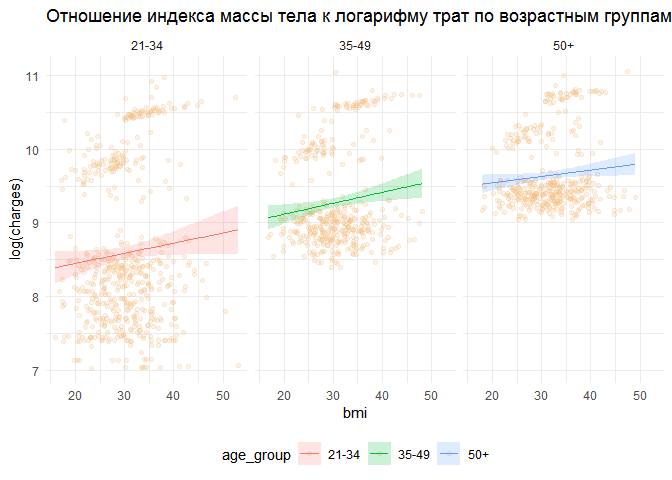 Отношение индекса массы тела к логарифму трат по возрастным группам
21-34 35-49 50+
11
10
9
8
7
log(charges)
20 30 40 50 20 30 40 50 20 30 40 50
bmi
age_group 21-34 35-49 50+